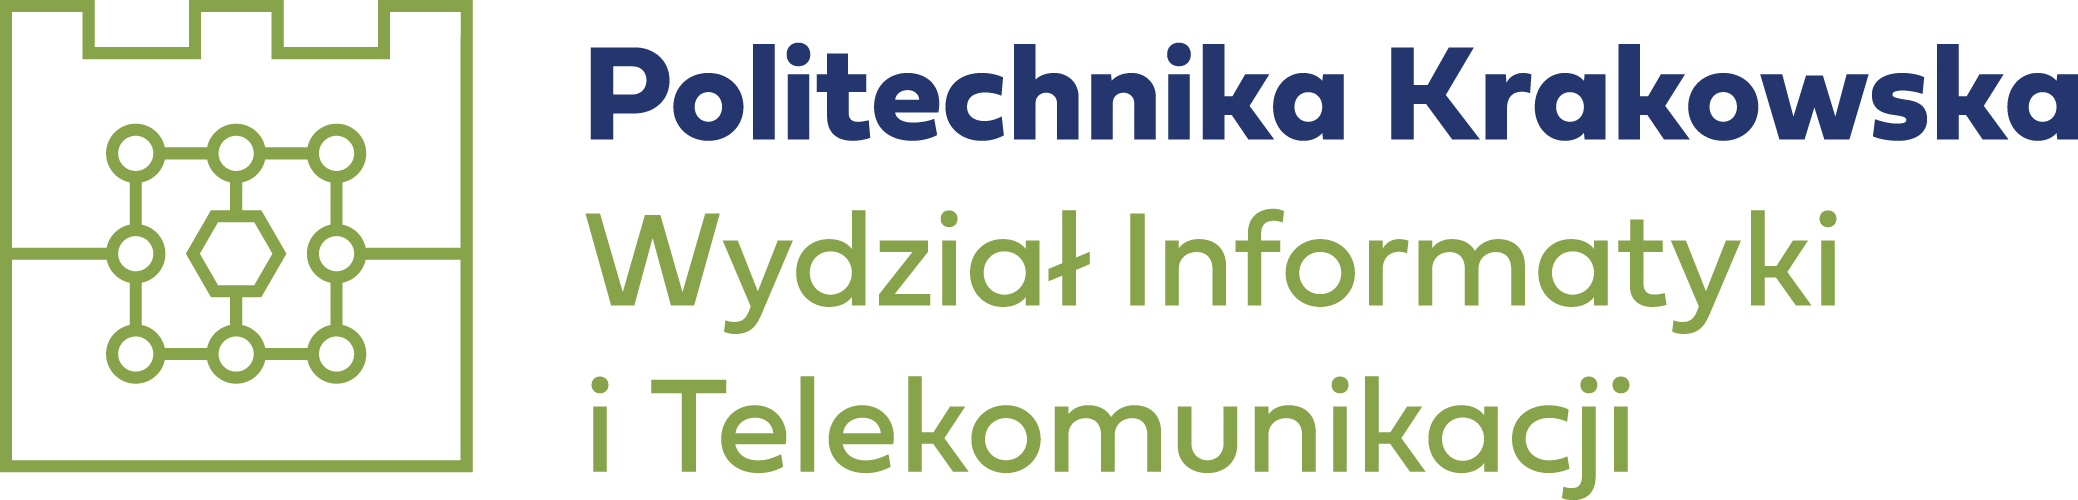 Politechnika Krakowska
Wydział Informatyki
i Telekomunikacji